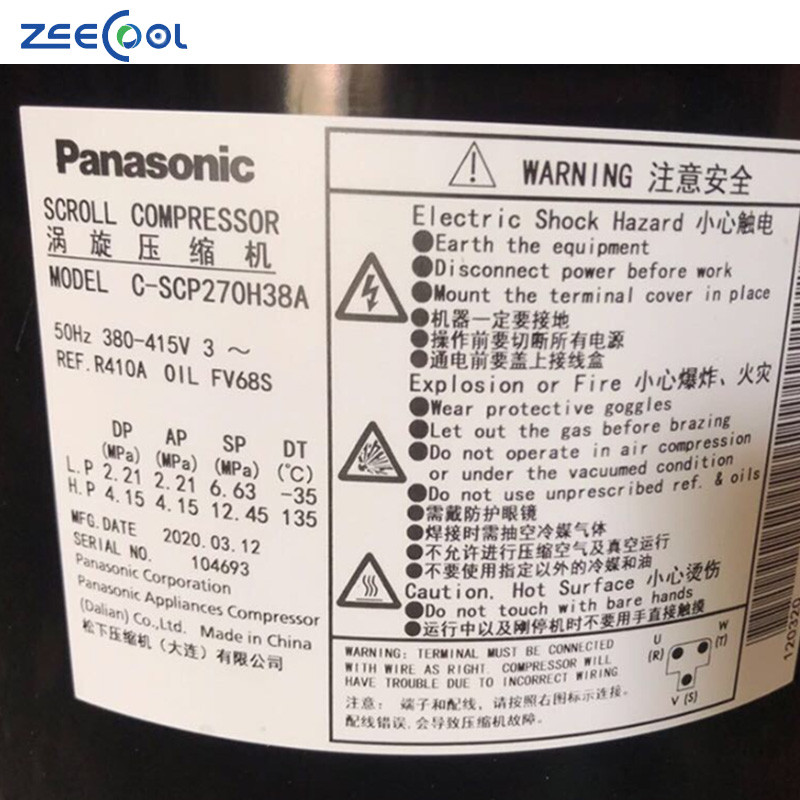 ZEECOOL
Panasonic
SCROLL COMPRESSOR
涡旋压缩机
MODEL C-SCP270H38A
50Hz 380-415V 3 ～
REF.R410A OIL FV68S
DP AP SP DT
(MPa) (MPa) (MPa) (℃)
L.P 2.21 2.21 6.63 -35
H.P 4.15 4.15 12.45 135
MFG.DATE 2020.03.12
SERIAL NO. 104693
Panasonic Corporation
Panasonic Appliances Compressor
(Dalian) Co.,Ltd. Made in China
松下压缩机（大连）有限公司
WARNING 注意安全
Electric Shock Hazard 小心触电
●Earth the equipment
●Disconnect power before work
●Mount the terminal cover in place
●机器一定要接地
●操作前要切断所有电源
●通电前要盖上接线盒
Explosion or Fire 小心爆炸、火灾
●Wear protective goggles
●Let out the gas before brazing
●Do not operate in air compression
or under the vacuumed condition
●Do not use unprescribed ref. & oils
●需戴防护眼镜
●焊接时需抽空冷媒气体
●不允许进行压缩空气及真空运行
●不要使用指定以外的冷媒和油
Caution. Hot Surface 小心烫伤
●Do not touch with bare hands
●运行中以及刚停机时不要用手直接触摸
WARNING: TERMINAL MUST BE CONNECTED
WITH WIRE AS RIGHT. COMPRESSOR WILL
HAVE TROUBLE DUE TO INCORRECT WIRING
注意： 端子和配线，请按照右图标示连接。
配线错误，会导致压缩机故障。
U
(R)
W
(T)
V (S)
120320